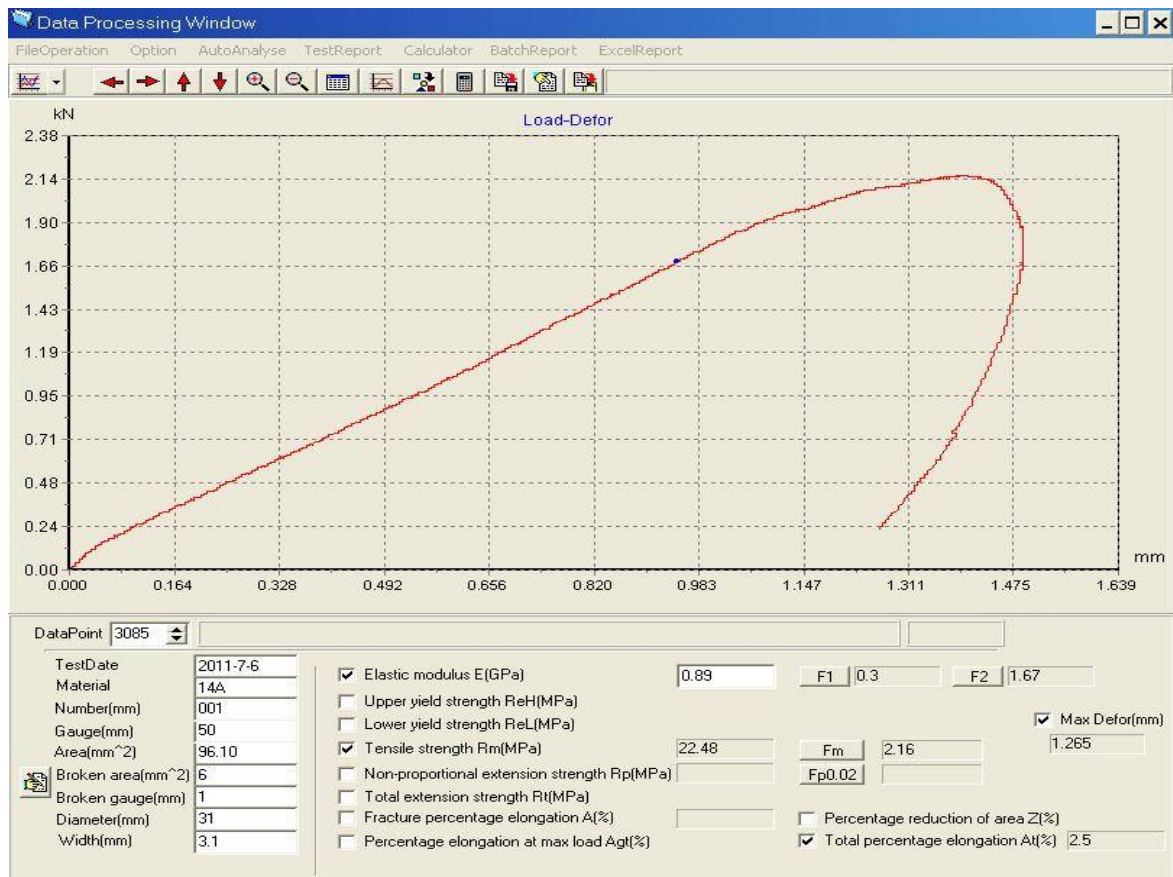 Data Processing Window
FileOperation Option AutoAnalyse TestReport Calculator BatchReport ExcelReport
kN
Load-Defor
2.38
2.14
1.90
1.66
1.43
1.19
0.95
0.71
0.48
0.24
0.00
mm
0.000 0.164 0.328 0.492 0.656 0.820 0.983 1.147 1.311 1.475 1.639
DataPoint 3085
TestDate 2011-7-6
Material 14A
Number(mm) 001
Gauge(mm) 50
Area(mm^2) 96.10
Broken area(mm^2) 6
Broken gauge(mm) 1
Diameter(mm) 31
Width(mm) 3.1
Elastic modulus E(GPa) 0.89 F1 0.3 F2 1.67
Upper yield strength ReH(MPa)
Lower yield strength ReL(MPa) Max Defor(mm)
Tensile strength Rm(MPa) 22.48 Fm 2.16 1.265
Non-proportional extension strength Rp(MPa) Fp0.02
Total extension strength Rt(MPa)
Fracture percentage elongation A(%) Percentage reduction of area Z(%)
Percentage elongation at max load Agt(%) Total percentage elongation At(%) 2.5